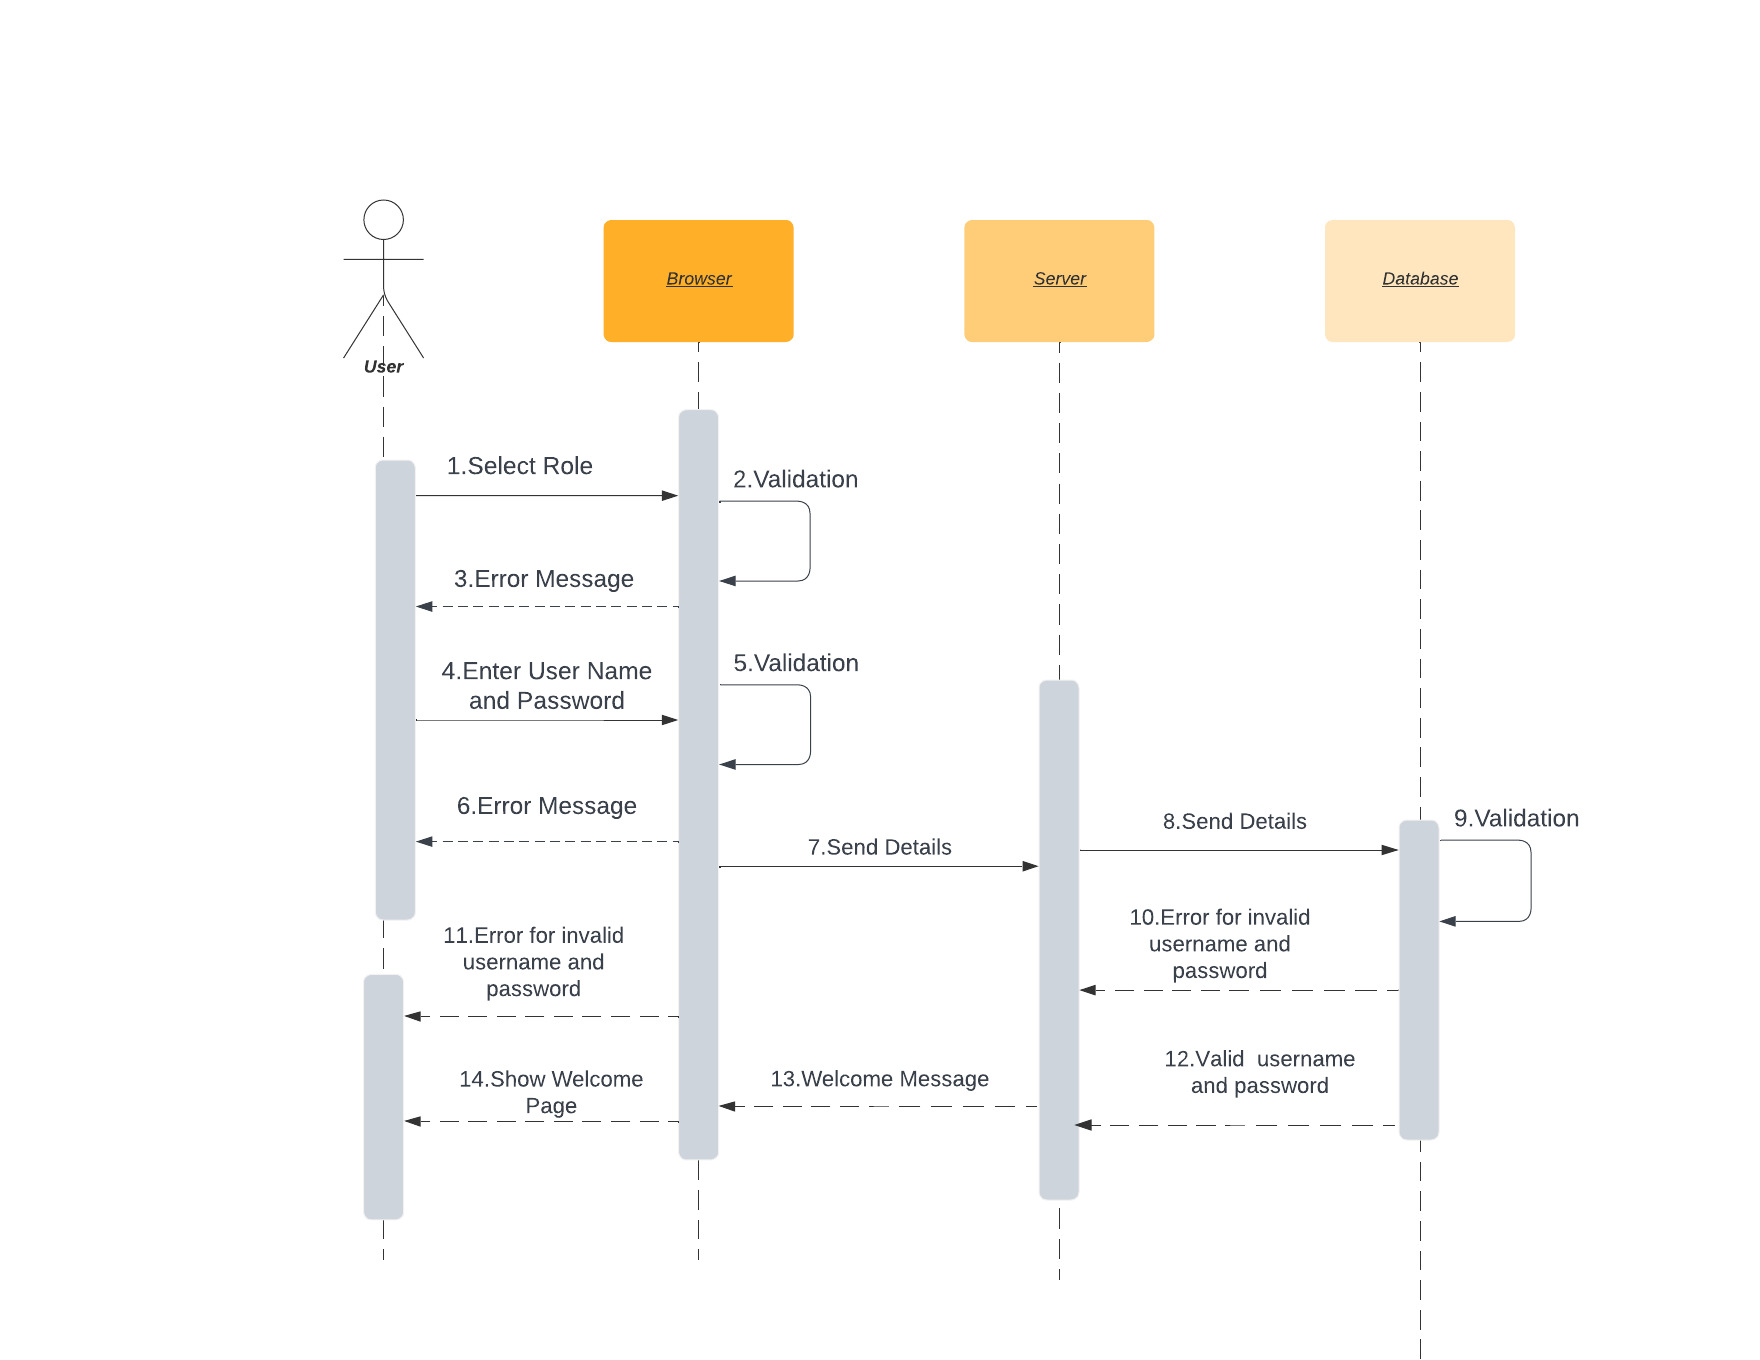 User
Browser
Server
Database
1.Select Role
2.Validation
3.Error Message
4.Enter User Name
and Password
5.Validation
6.Error Message
7.Send Details
8.Send Details
9.Validation
10.Error for invalid
username and
password
11.Error for invalid
username and
password
12.Valid  username
and password
13.Welcome Message
14.Show Welcome
Page